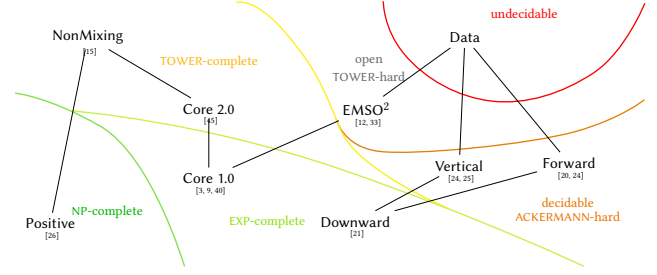 undecidable
NonMixing
[15]
Data
TOWER-complete
open
TOWER-hard
Core 2.0
[45]
EMSO²
[12, 33]
Core 1.0
[3, 9, 40]
Vertical
[24, 25]
Forward
[20, 24]
Positive
[26]
NP-complete
EXP-complete
Downward
[21]
decidable
ACKERMANN-hard